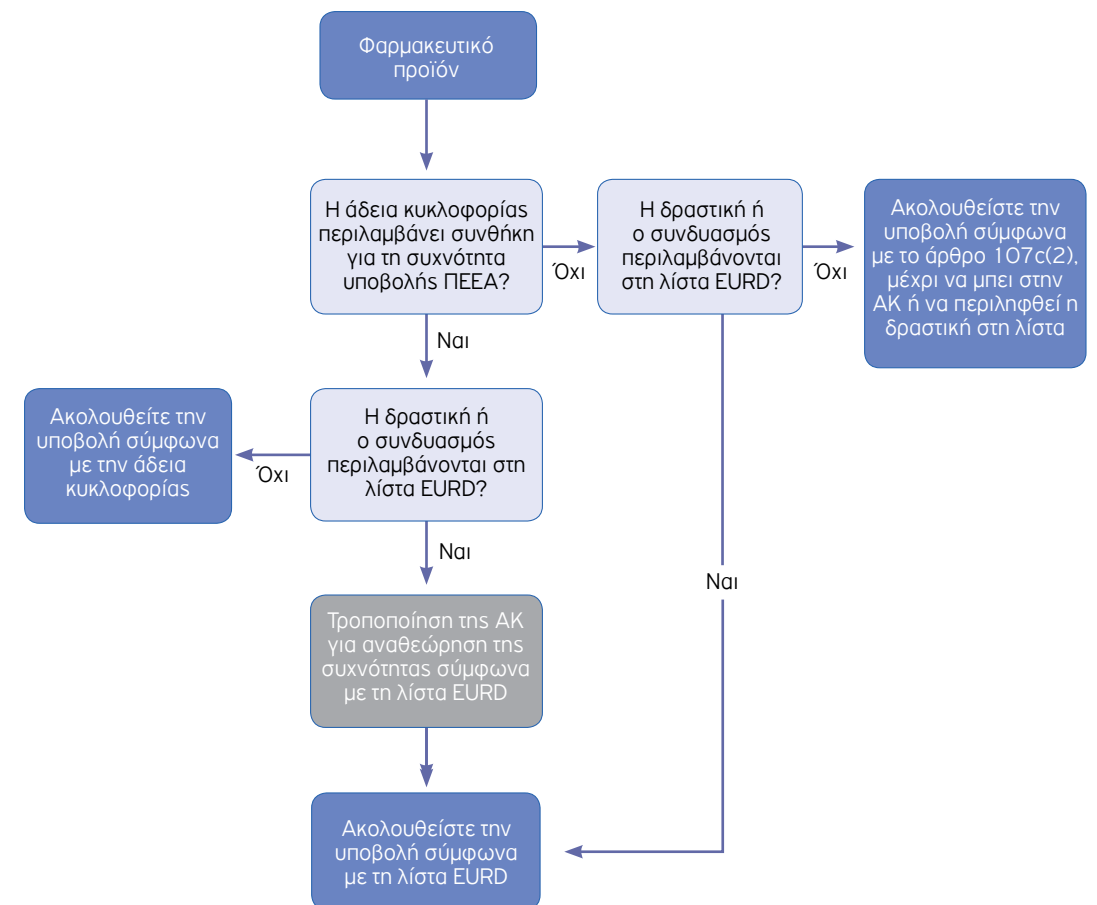 Φαρμακευτικό
προϊόν
Η άδεια κυκλοφορίας
περιλαμβάνει συνθήκη
για τη συχνότητα
υποβολής ΠΕΕΑ?
Όχι
Η δραστική ή
ο συνδυασμός
περιλαμβάνονται
στη λίστα EURD?
Όχι
Ακολουθείστε την
υποβολή σύμφωνα
με το άρθρο 107c(2),
μέχρι να μπει στην
ΑΚ ή να περιληφθεί η
δραστική στη λίστα
Ναι
Ακολουθείτε την
υποβολή σύμφωνα
με την άδεια
κυκλοφορίας
Όχι
Η δραστική ή
ο συνδυασμός
περιλαμβάνονται στη
λίστα EURD?
Ναι
Ναι
Τροποποίηση της ΑΚ
για αναθεώρηση της
συχνότητας σύμφωνα
με τη λίστα EURD
Ακολουθείστε την
υποβολή σύμφωνα
με τη λίστα EURD